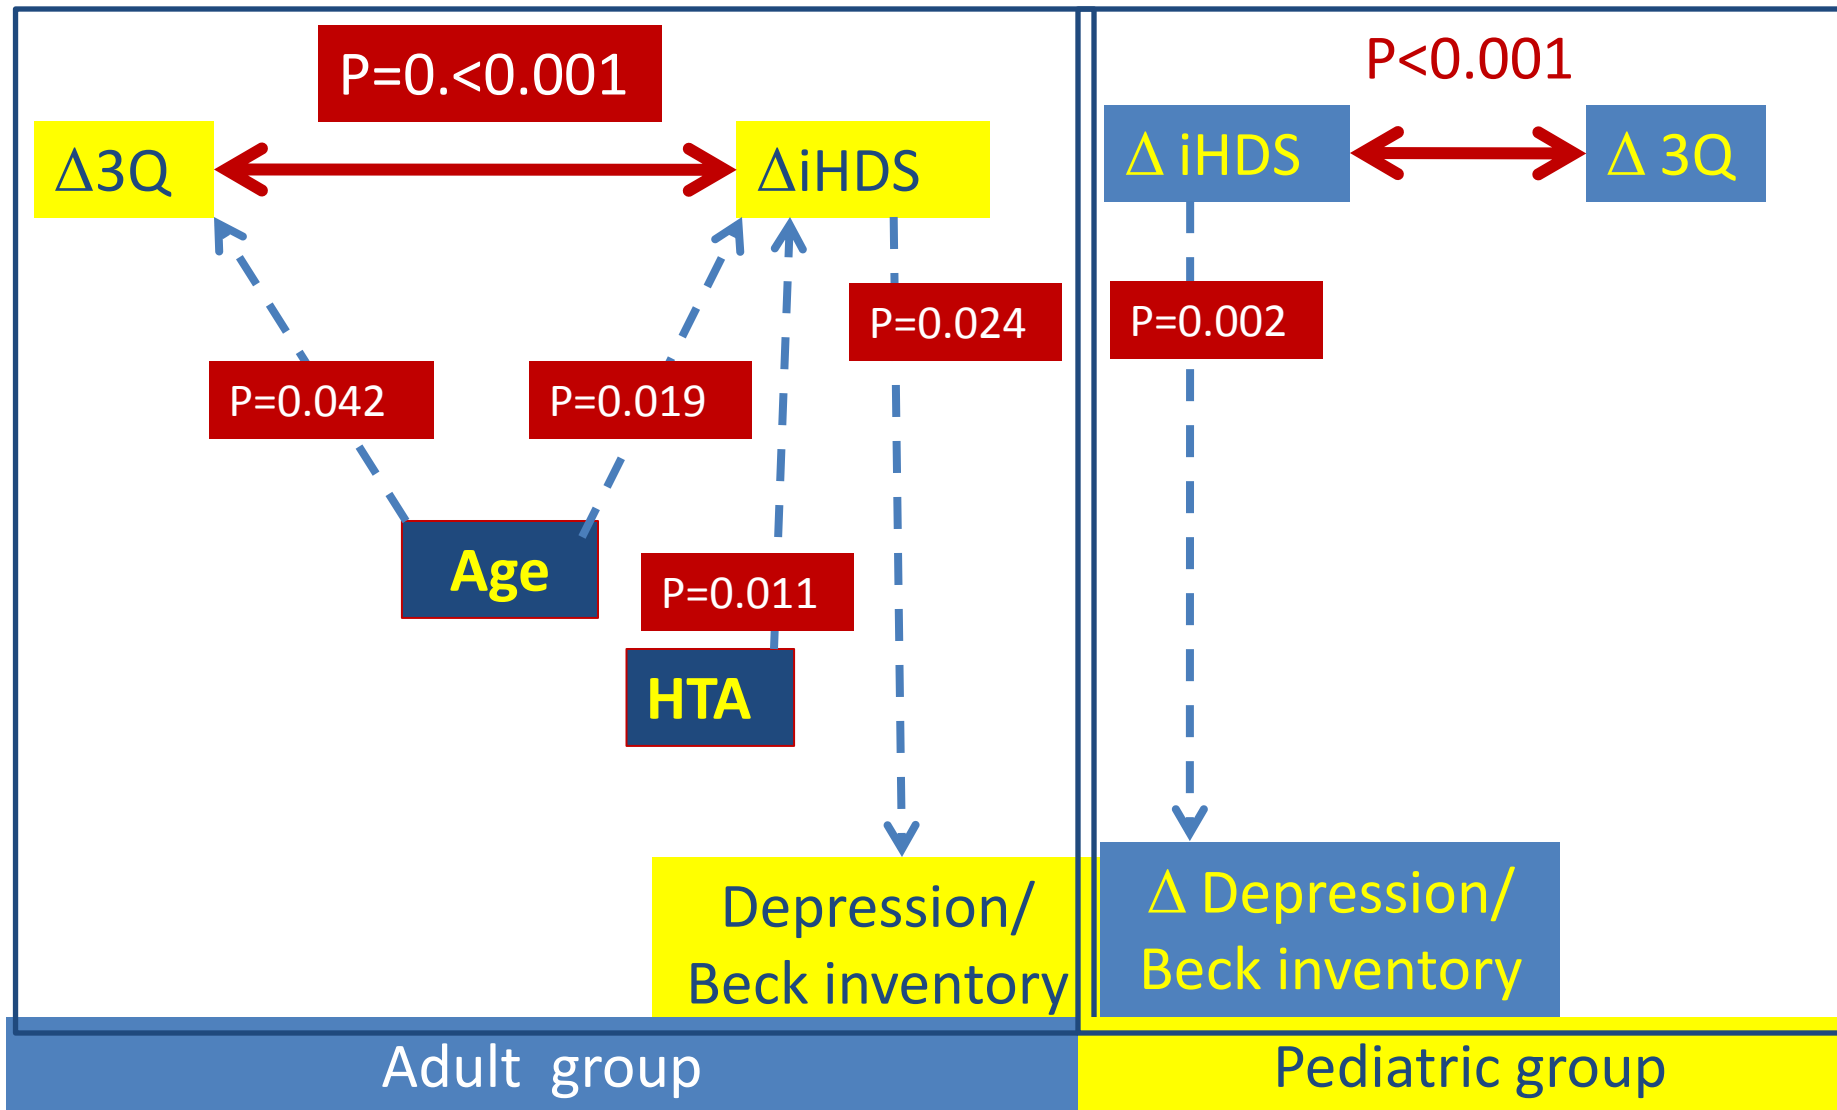 P=0.<0.001
Δ3Q
ΔiHDS
P=0.024
P=0.042
P=0.019
Age
P=0.011
HTA
Depression/
Beck inventory
Adult group
P<0.001
Δ iHDS
Δ 3Q
P=0.002
Δ Depression/
Beck inventory
Pediatric group